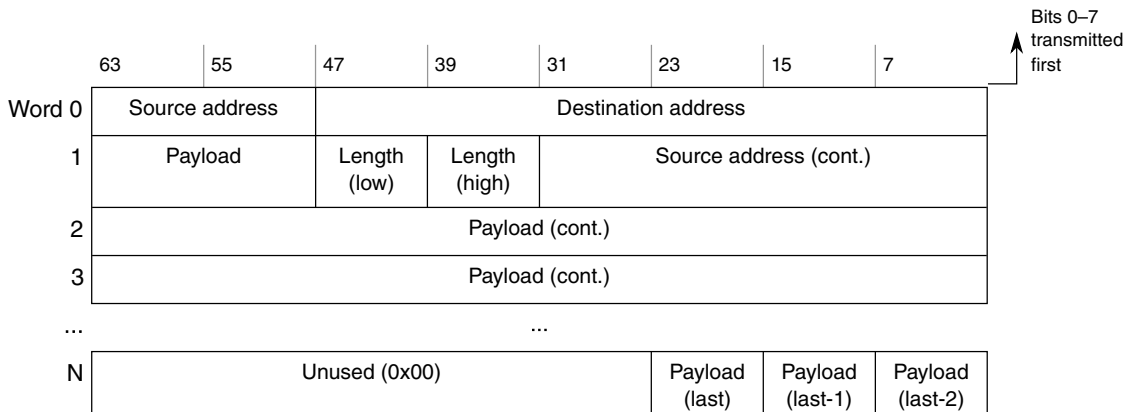 Bits 0–7
transmitted
first
63 55 47 39 31 23 15 7
Word 0 Source address Destination address
1 Payload Length Length Source address (cont.)
(low) (high)
2 Payload (cont.)
3 Payload (cont.)
... ...
N Unused (0x00) Payload Payload Payload
(last) (last-1) (last-2)